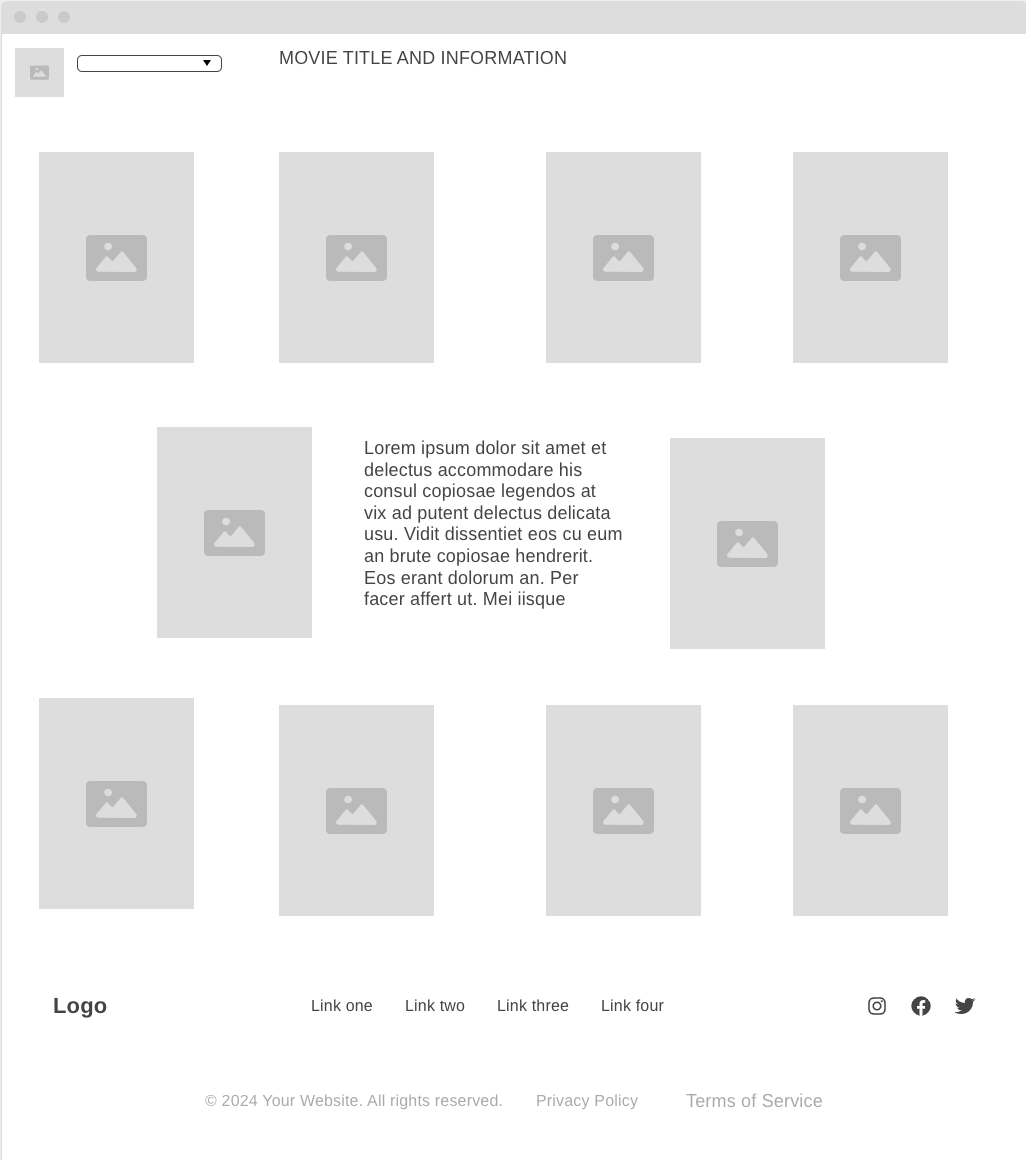 MOVIE TITLE AND INFORMATION
Lorem ipsum dolor sit amet et
delectus accommodare his
consul copiosae legendos at
vix ad putent delectus delicata
usu. Vidit dissentiet eos cu eum
an brute copiosae hendrerit.
Eos erant dolorum an. Per
facer affert ut. Mei iisque
Logo
Link one Link two Link three Link four
© 2024 Your Website. All rights reserved. Privacy Policy Terms of Service